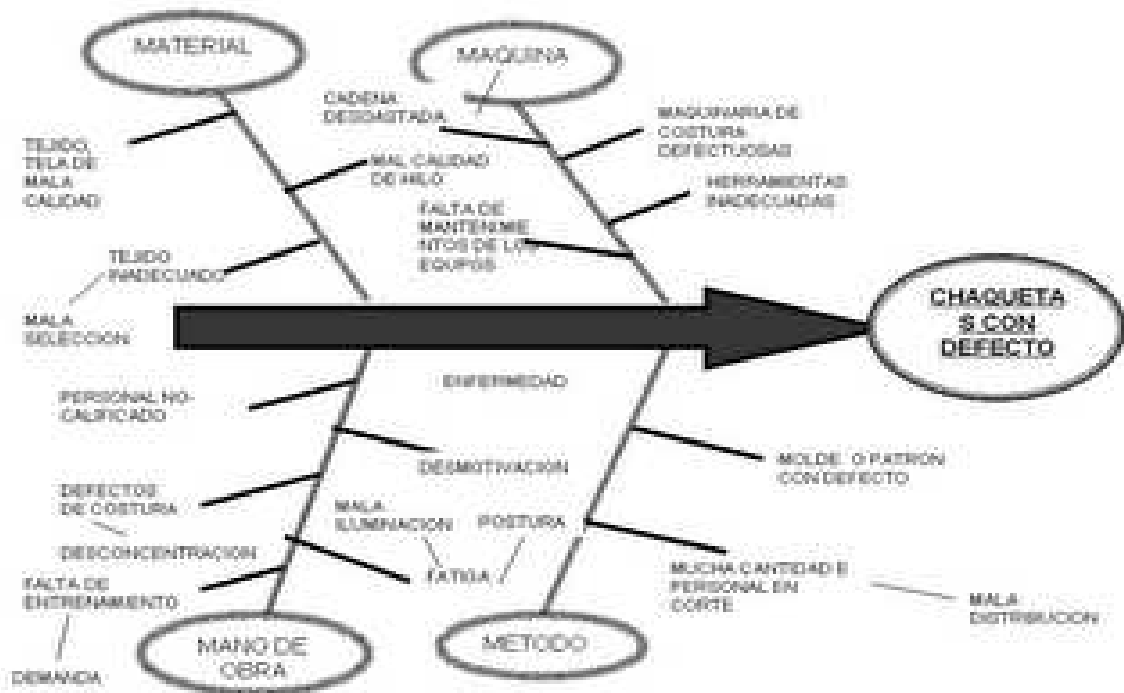 MATERIAL
MAQUINA
CADENA
DESGASTADA
MAQUINARIA DE
COSTURA
DEFECTUOSAS
TEJIDO,
TELA DE
MALA
CALIDAD
MAL CALIDAD
DE HILO
HERRAMIENTAS
INADECUADAS
FALTA DE
MANTENIMIE
NTOS DE LOS
EQUPOS
TEJIDO
INADECUADO
MALA
SELECCION
CHAQUETA
S CON
DEFECTO
PERSONAL NO-
CALIFICADO
ENFERMEDAD
DESMOTIVACION
MOLDE O PATRON
CON DEFECTO
DEFECTOS
DE COSTURA
MALA
ILUMINACION
POSTURA
DESCONCENTRACION
FATIGA
FALTA DE
ENTRENAMIENTO
MUCHA CANTIDAD E
PERSONAL EN
CORTE
MALA
DISTRIBUCION
MANO DE
OBRA
METODO
DEMANDA